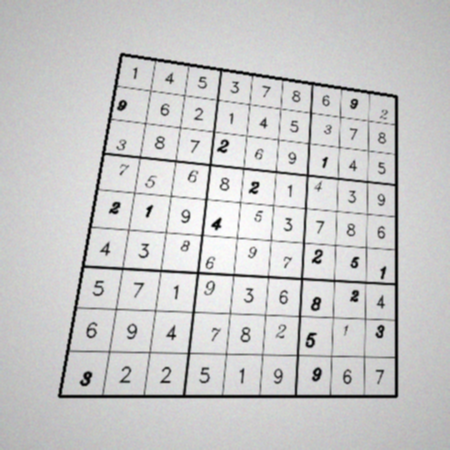 1 4 5 3 7 8 6 9 2
9 6 2 1 4 5 3 7 8
3 8 7 2 6 9 1 4 5
7 5 6 8 2 1 4 3 9
2 1 9 4 5 3 7 8 6
4 3 8 6 9 7 2 5 1
5 7 1 9 3 6 8 2 4
6 9 4 7 8 2 5 1 3
3 2 2 5 1 9 9 6 7